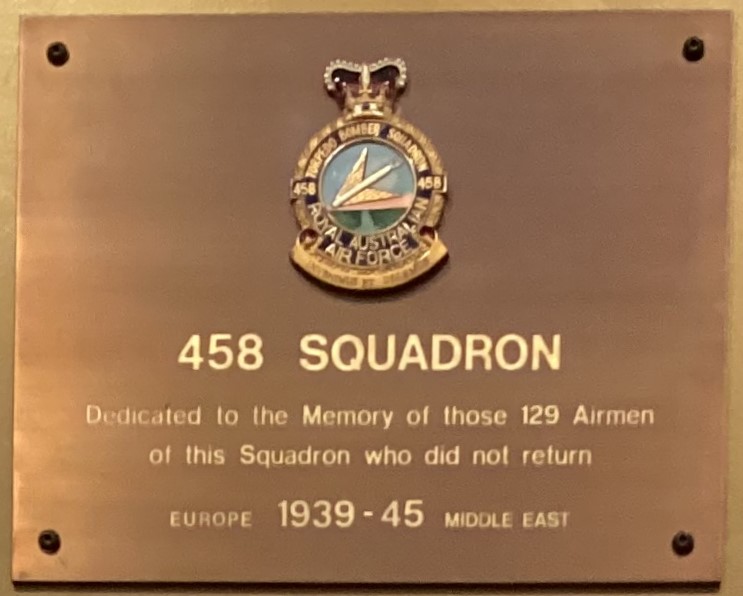 TORPEDO BOMBER SQUADRON
458 458
ROYAL AUSTRALIAN
AIR FORCE
458 SQUADRON
Dedicated to the Memory of those 129 Airmen
of this Squadron who did not return
EUROPE 1939-45 MIDDLE EAST